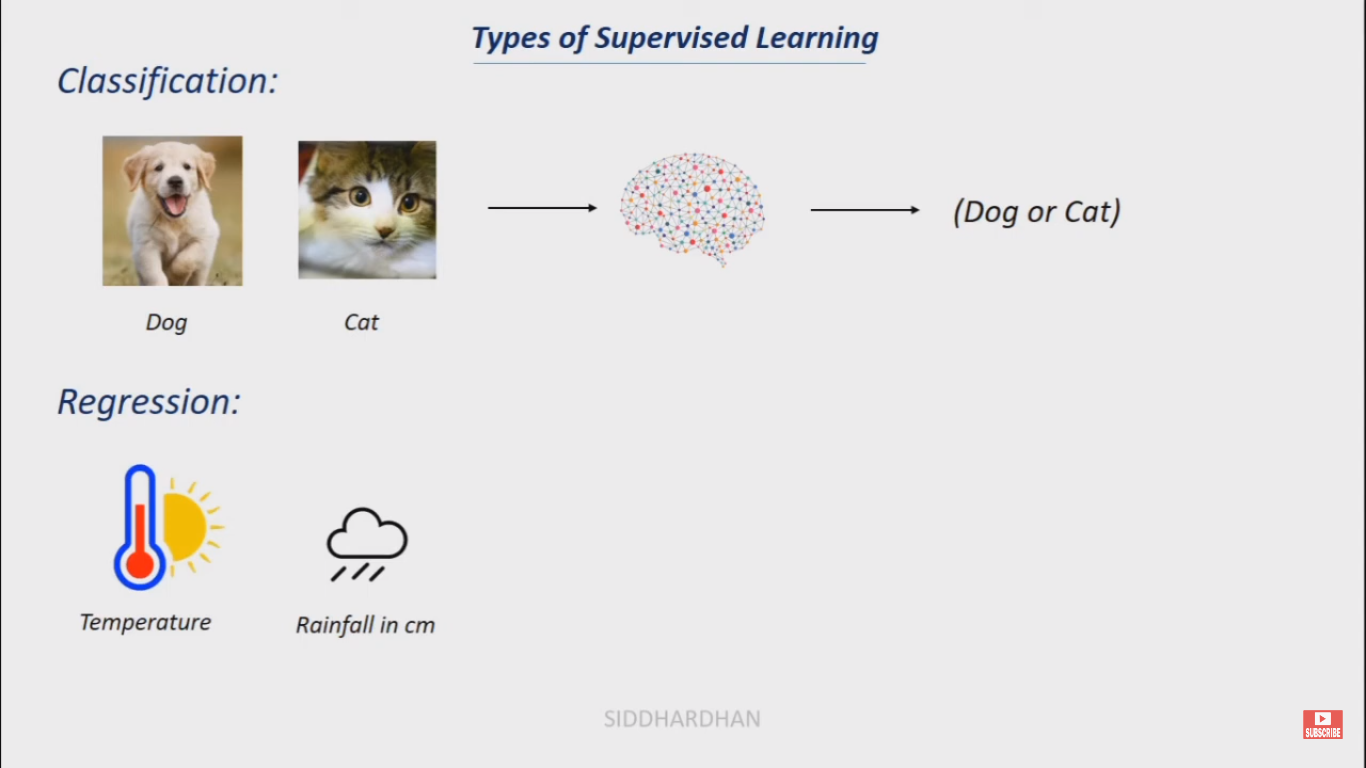 Types of Supervised Learning
Classification:
(Dog or Cat)
Dog
Cat
Regression:
Temperature
Rainfall in cm
SIDDHARDHAN
SUBSCRIBE